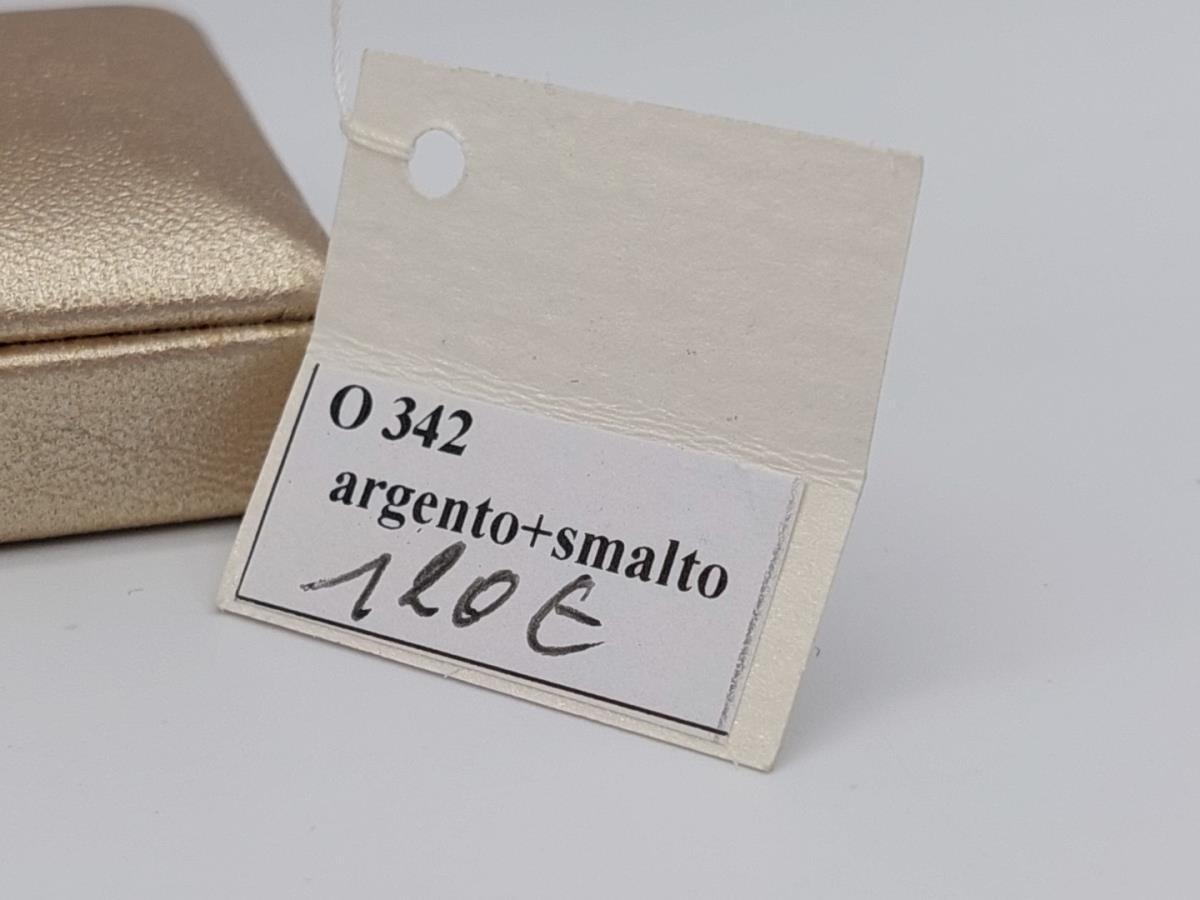 O 342
argento+smalto
120 €